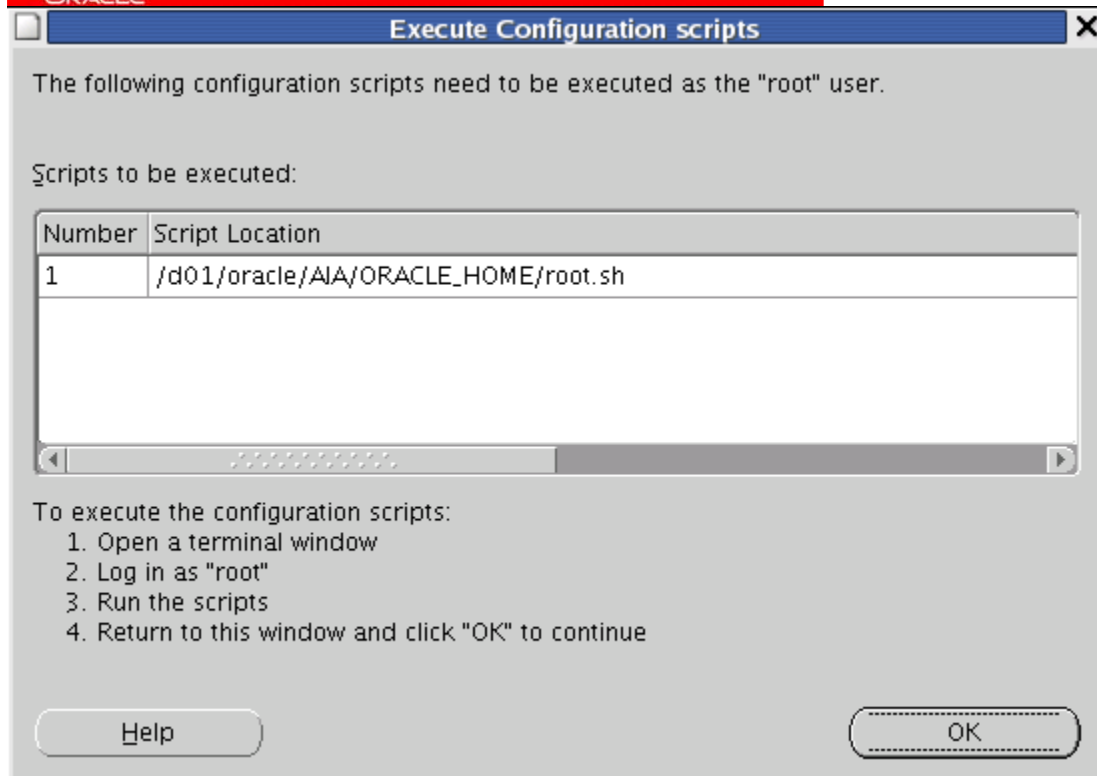 ORACLE
Execute Configuration scripts
The following configuration scripts need to be executed as the "root" user.
Scripts to be executed:
Number Script Location
1 /d01/oracle/AIA/ORACLE_HOME/root.sh
To execute the configuration scripts:
1. Open a terminal window
2. Log in as "root"
3. Run the scripts
4. Return to this window and click "OK" to continue
Help OK